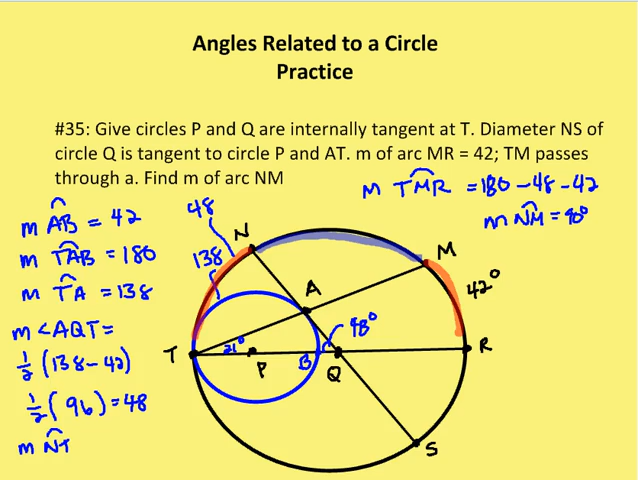 Angles Related to a Circle
Practice
#35: Give circles P and Q are internally tangent at T. Diameter NS of
circle Q is tangent to circle P and AT. m of arc MR = 42; TM passes
through a. Find m of arc NM
m TMR = 180 - 48 - 42
m NM = 90°
m AB = 42
m TAB = 180
m TA = 138
m <AQT =
1/2 (138 - 42)
1/2 (96) = 48
m NT
48
138
N
M
A
42°
48°
T
21°
P
B
Q
R
S